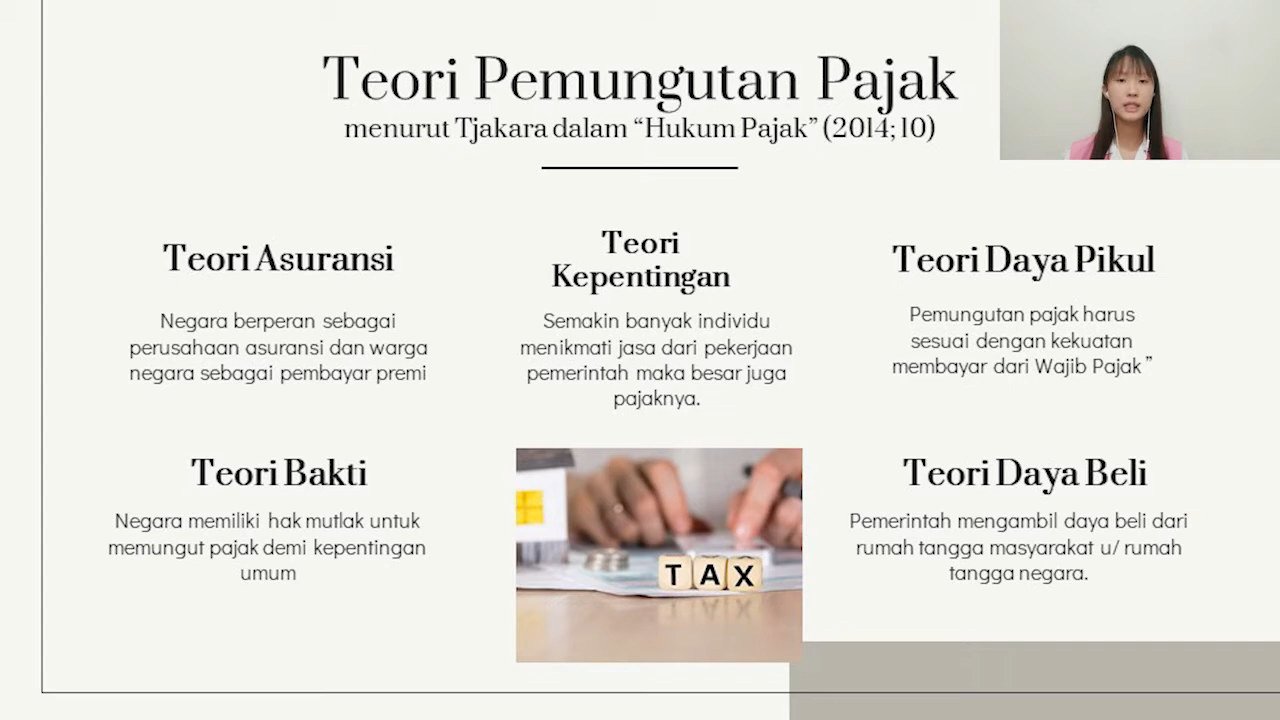 Teori Pemungutan Pajak
menurut Tjakara dalam “Hukum Pajak” (2014; 10)
Teori Asuransi
Negara berperan sebagai
perusahaan asuransi dan warga
negara sebagai pembayar premi
Teori
Kepentingan
Semakin banyak individu
menikmati jasa dari pekerjaan
pemerintah maka besar juga
pajaknya.
Teori Daya Pikul
Pemungutan pajak harus
sesuai dengan kekuatan
membayar dari Wajib Pajak ”
Teori Bakti
Negara memiliki hak mutlak untuk
memungut pajak demi kepentingan
umum
TAX
Teori Daya Beli
Pemerintah mengambil daya beli dari
rumah tangga masyarakat u/ rumah
tangga negara.